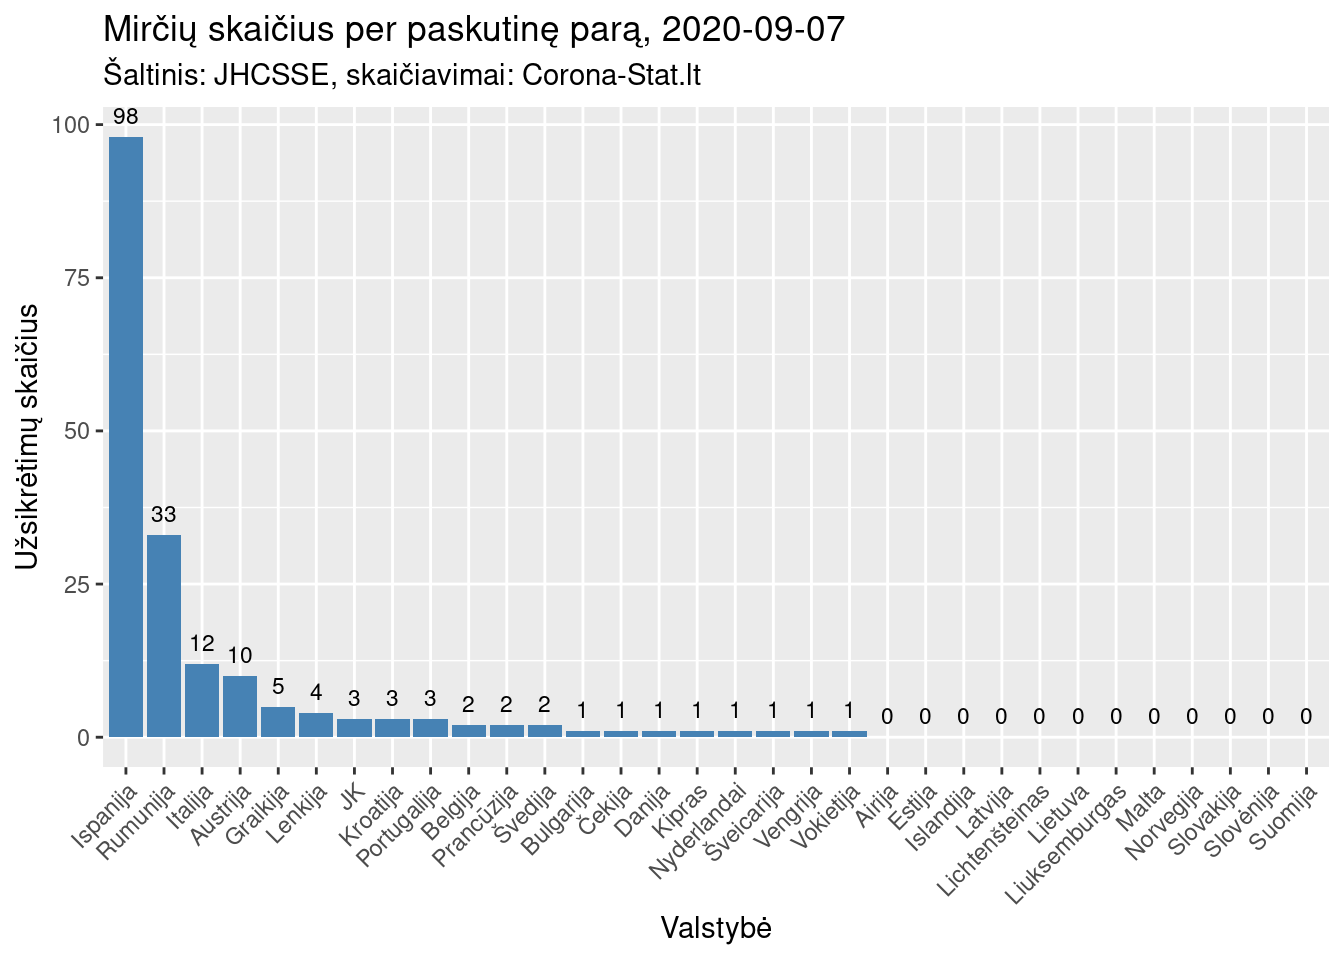 Mirčių skaičius per paskutinę parą, 2020-09-07
Šaltinis: JHCSSE, skaičiavimai: Corona-Stat.lt
Užsikrėtimų skaičius
100
75
50
25
0
98
33
12
10
5
4
3
3
3
2
2
2
1
1
1
1
1
1
1
1
0
0
0
0
0
0
0
0
0
0
0
0
Ispanija
Rumunija
Italija
Austrija
Graikija
Lenkija
JK
Kroatija
Portugalija
Belgija
Prancūzija
Švedija
Bulgarija
Čekija
Danija
Kipras
Nyderlandai
Šveicarija
Vengrija
Vokietija
Airija
Estija
Islandija
Latvija
Lichtenšteinas
Lietuva
Liuksemburgas
Malta
Norvegija
Slovakija
Slovėnija
Suomija
Valstybė